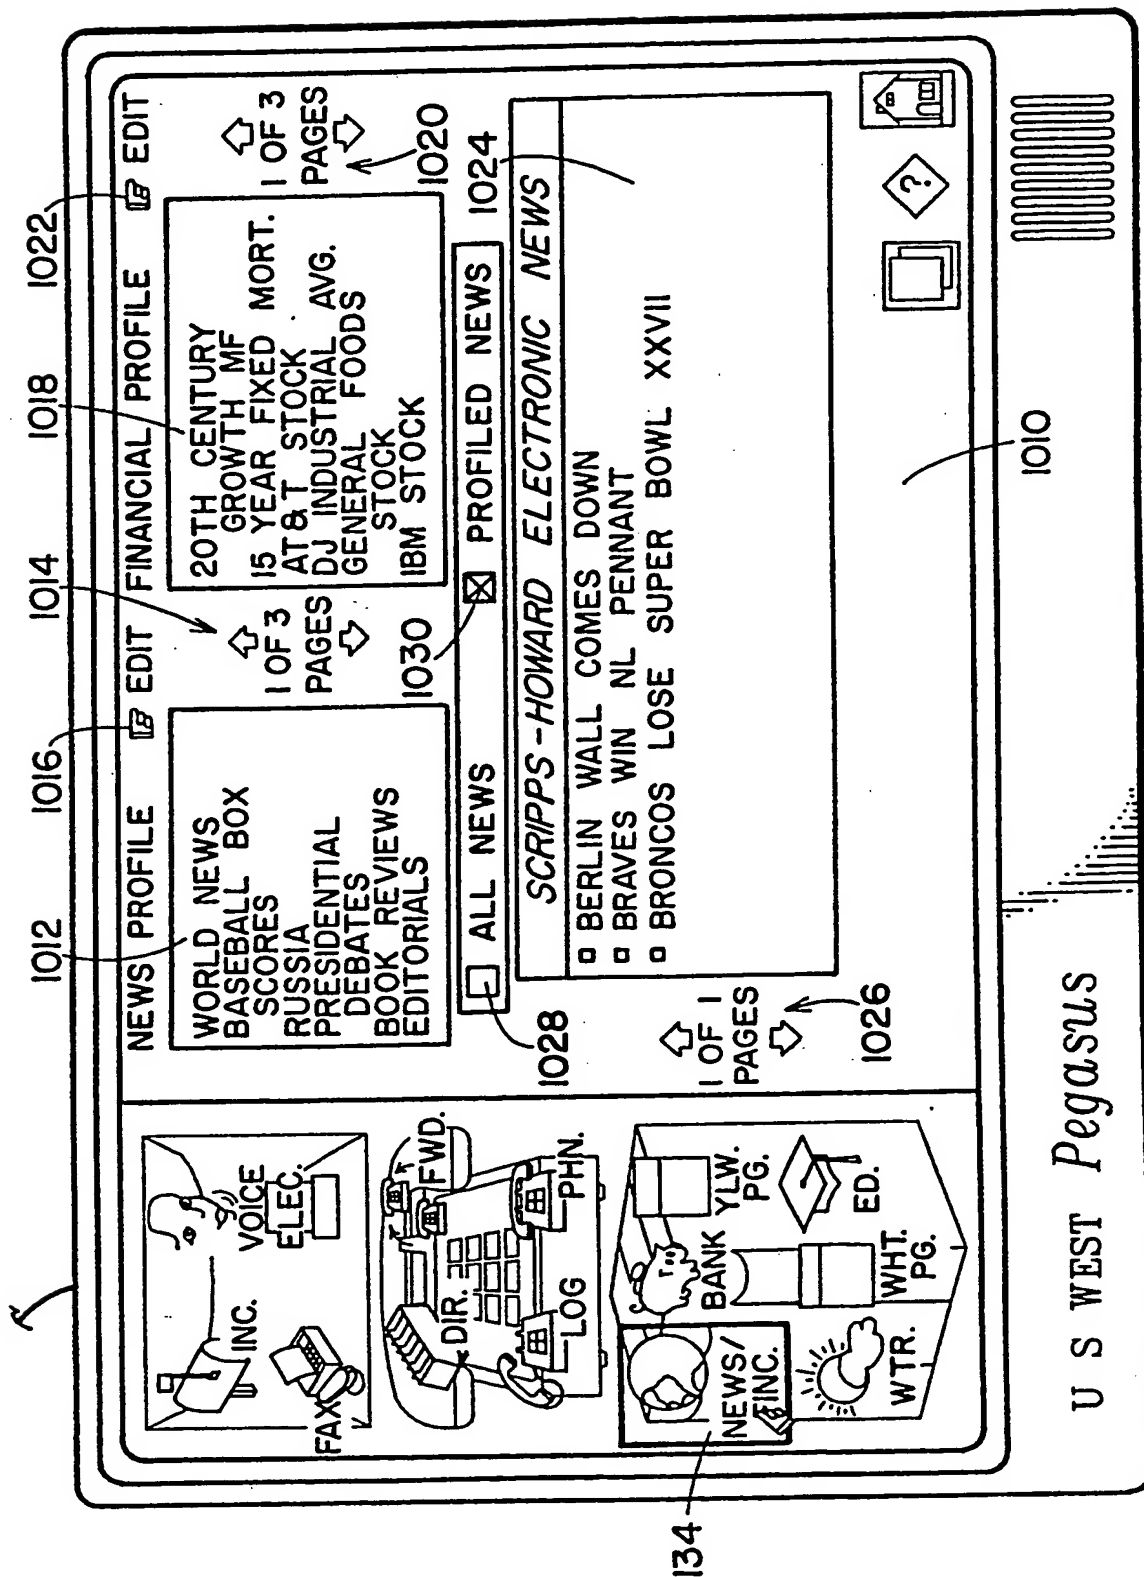 1016
1014
1018
1022
1012
NEWS PROFILE E EDIT FINANCIAL PROFILE E EDIT
WORLD NEWS
BASEBALL BOX
SCORES
RUSSIA
PRESIDENTIAL
DEBATES
BOOK REVIEWS
EDITORIALS
1 OF 3
PAGES
20TH CENTURY
GROWTH MF
15 YEAR FIXED MORT.
AT&T STOCK
DJ INDUSTRIAL AVG.
GENERAL FOODS
STOCK
IBM STOCK
1 OF 3
PAGES
1030
1020
ALL NEWS PROFILED NEWS
1024
1028
SCRIPPS-HOWARD ELECTRONIC NEWS
BERLIN WALL COMES DOWN
BRAVES WIN NL PENNANT
BRONCOS LOSE SUPER BOWL XXVII
1 OF 1
PAGES
1026
?
1010
INC.
VOICE
ELEC.
FAX
DIR.
FWD.
LOG
PHN.
NEWS/
FINC.
BANK
YLW.
PG.
WTR.
WHT.
PG.
ED.
134
U S WEST Pegasus